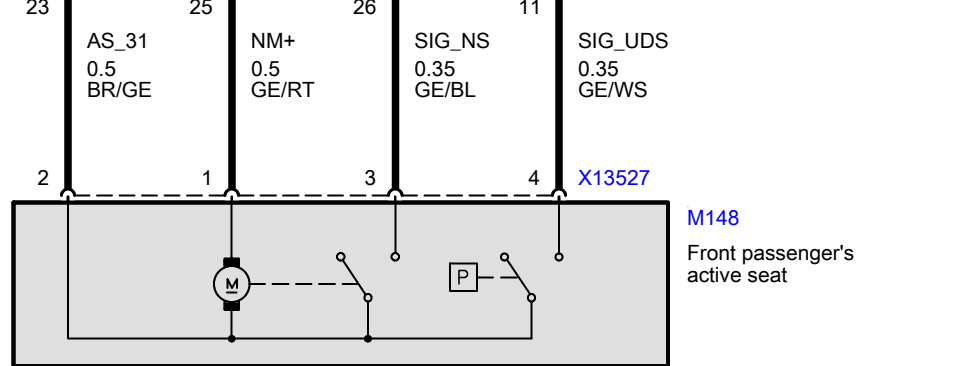 23 25 26 11
AS_31 NM+ SIG_NS SIG_UDS
0.5 0.5 0.35 0.35
BR/GE GE/RT GE/BL GE/WS
2 1 3 4 X13527
M148
Front passenger's
active seat
M P